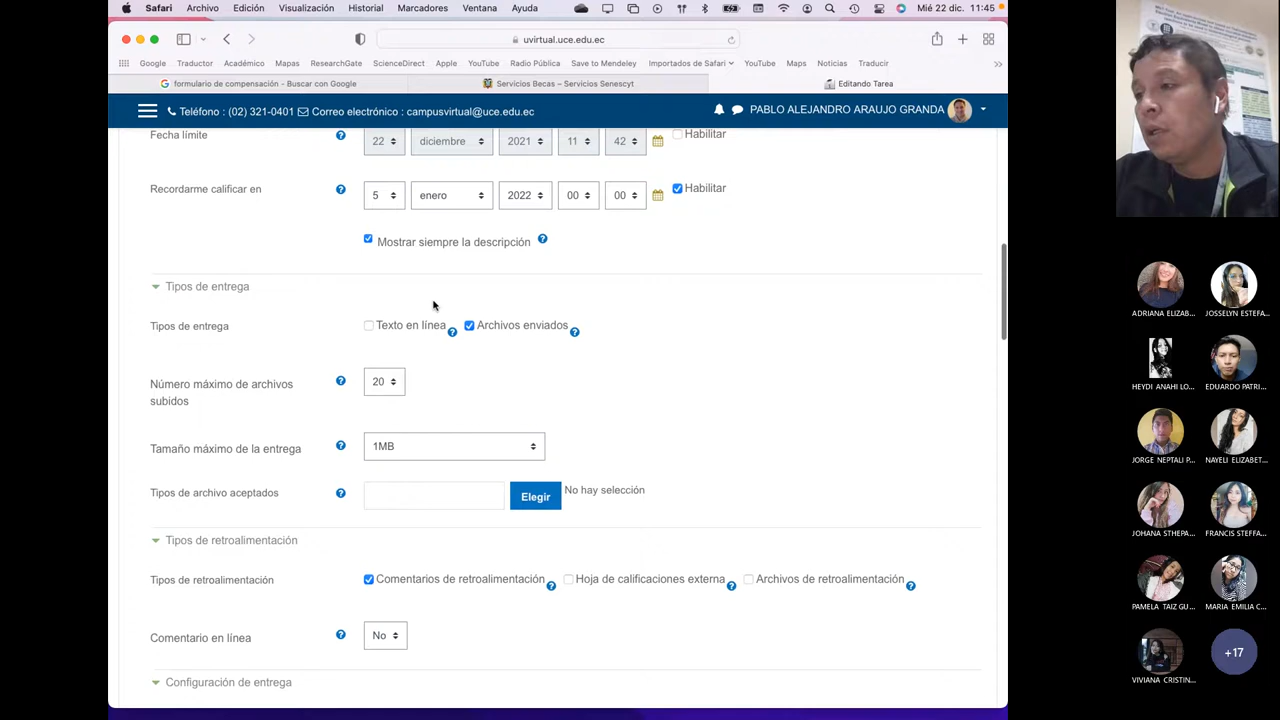 Safari Archivo Edición Visualización Historial Marcadores Ventana Ayuda Mié 22 dic. 11:45
uvirtual.uce.edu.ec
Google Traductor Académico Mapas ResearchGate ScienceDirect Apple YouTube Radio Pública Save to Mendeley Importados de Safari YouTube Maps Noticias Traducir
formulario de compensación - Buscar con Google Servicios Becas – Servicios Senescyt Editando Tarea
Teléfono : (02) 321-0401 Correo electrónico : campusvirtual@uce.edu.ec PABLO ALEJANDRO ARAUJO GRANDA
Fecha límite 22 diciembre 2021 11 42 Habilitar
Recordarme calificar en 5 enero 2022 00 00 Habilitar
Mostrar siempre la descripción
Tipos de entrega
Tipos de entrega Texto en línea Archivos enviados
Número máximo de archivos subidos 20
Tamaño máximo de la entrega 1MB
Tipos de archivo aceptados Elegir No hay selección
Tipos de retroalimentación
Tipos de retroalimentación Comentarios de retroalimentación Hoja de calificaciones externa Archivos de retroalimentación
Comentario en línea No
Configuración de entrega
ADRIANA ELIZAB... JOSSELYN ESTEFA...
HEYDI ANAHI LO... EDUARDO PATRI...
JORGE NEPTALI P... NAYELI ELIZABET...
JOHANA STHEPA... FRANCIS STEFFA...
PAMELA TAIZ GU... MARIA EMILIA C...
VIVIANA CRISTIN... +17